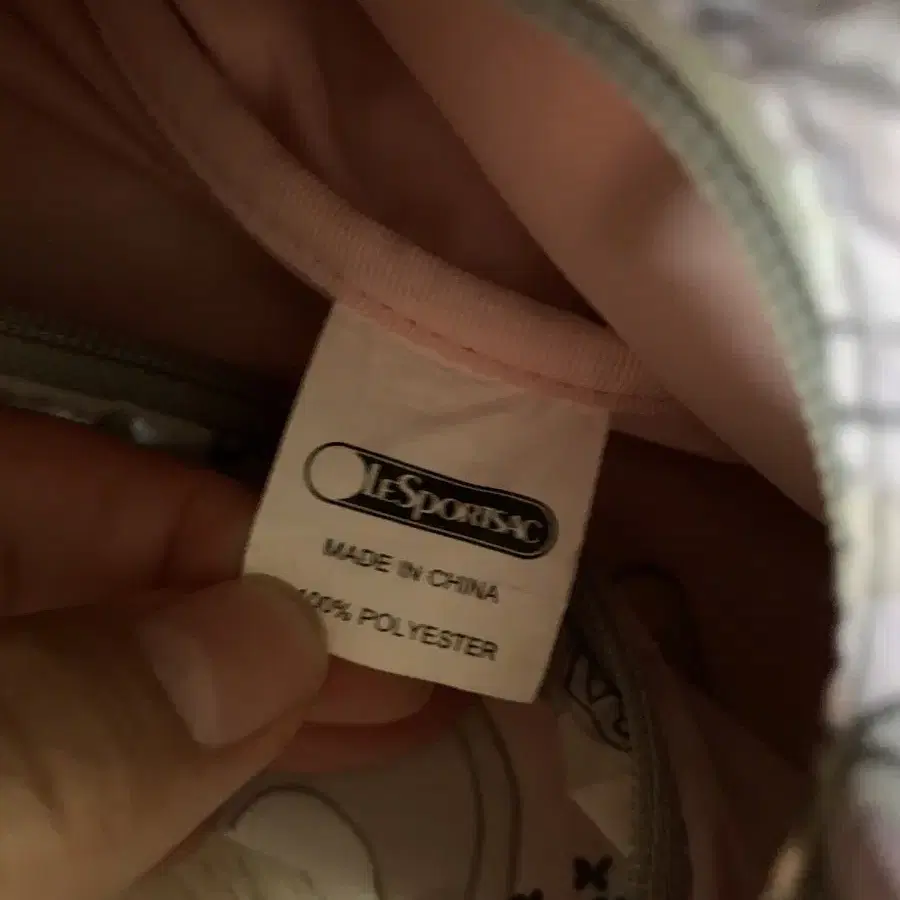 LeSportsac
MADE IN CHINA
100% POLYESTER